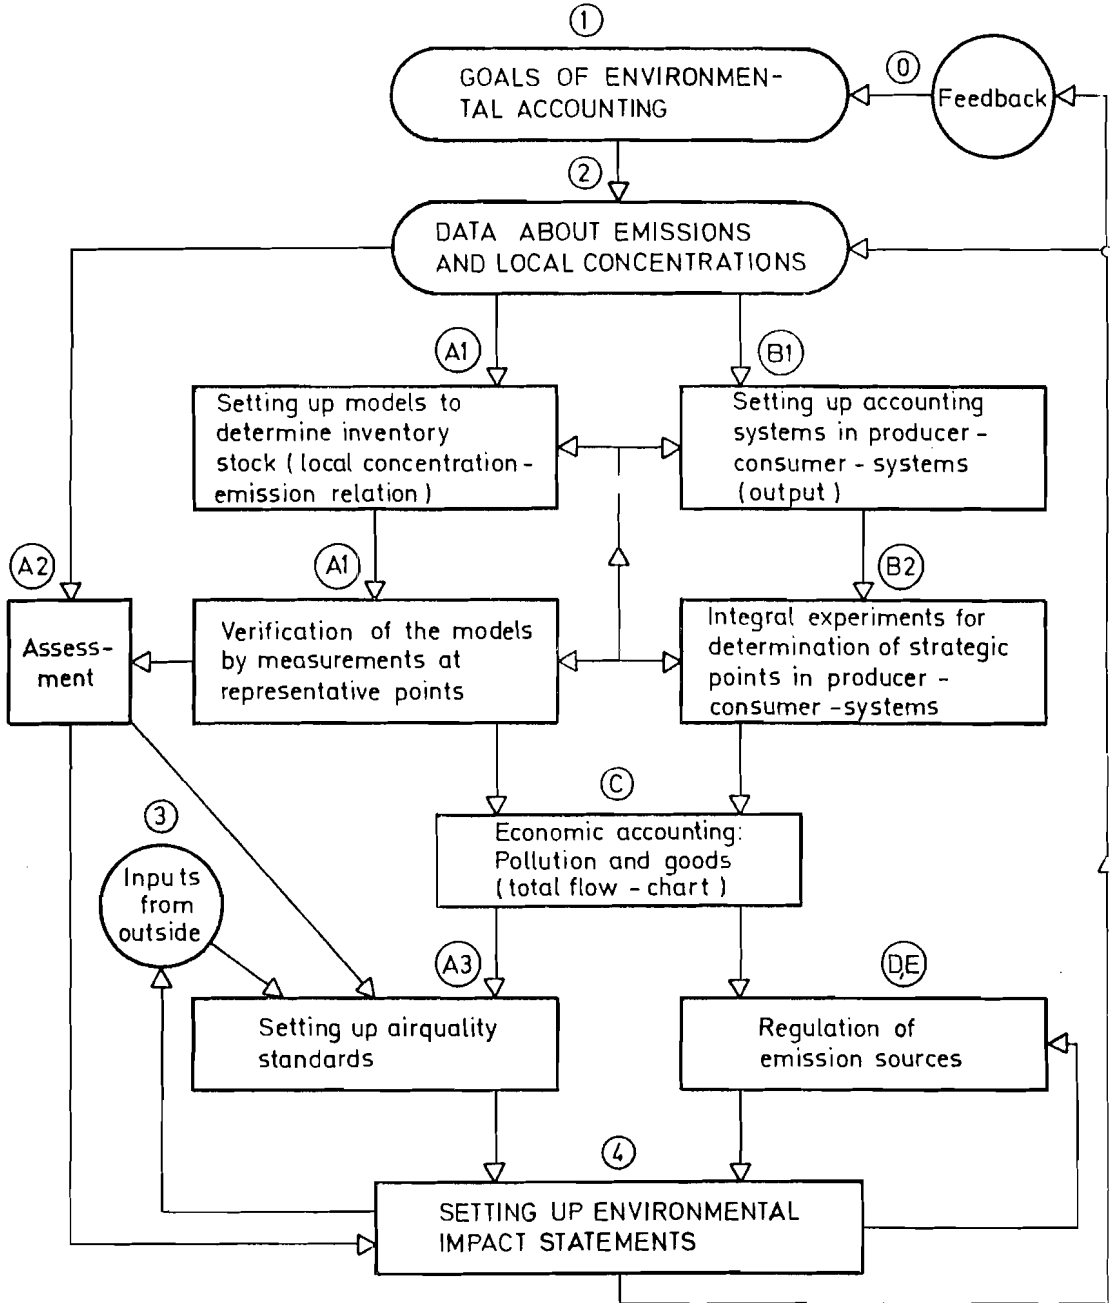 1
GOALS OF ENVIRONMEN-
TAL ACCOUNTING
0
Feedback
2
DATA ABOUT EMISSIONS
AND LOCAL CONCENTRATIONS
A1
B1
Setting up models to
determine inventory
stock (local concentration-
emission relation)
Setting up accounting
systems in producer-
consumer-systems
(output)
A2
A1
B2
Assess-
ment
Verification of the models
by measurements at
representative points
Integral experiments for
determination of strategic
points in producer-
consumer-systems
C
3
Economic accounting:
Pollution and goods
(total flow-chart)
Inputs
from
outside
A3
D,E
Setting up airquality
standards
Regulation of
emission sources
4
SETTING UP ENVIRONMENTAL
IMPACT STATEMENTS